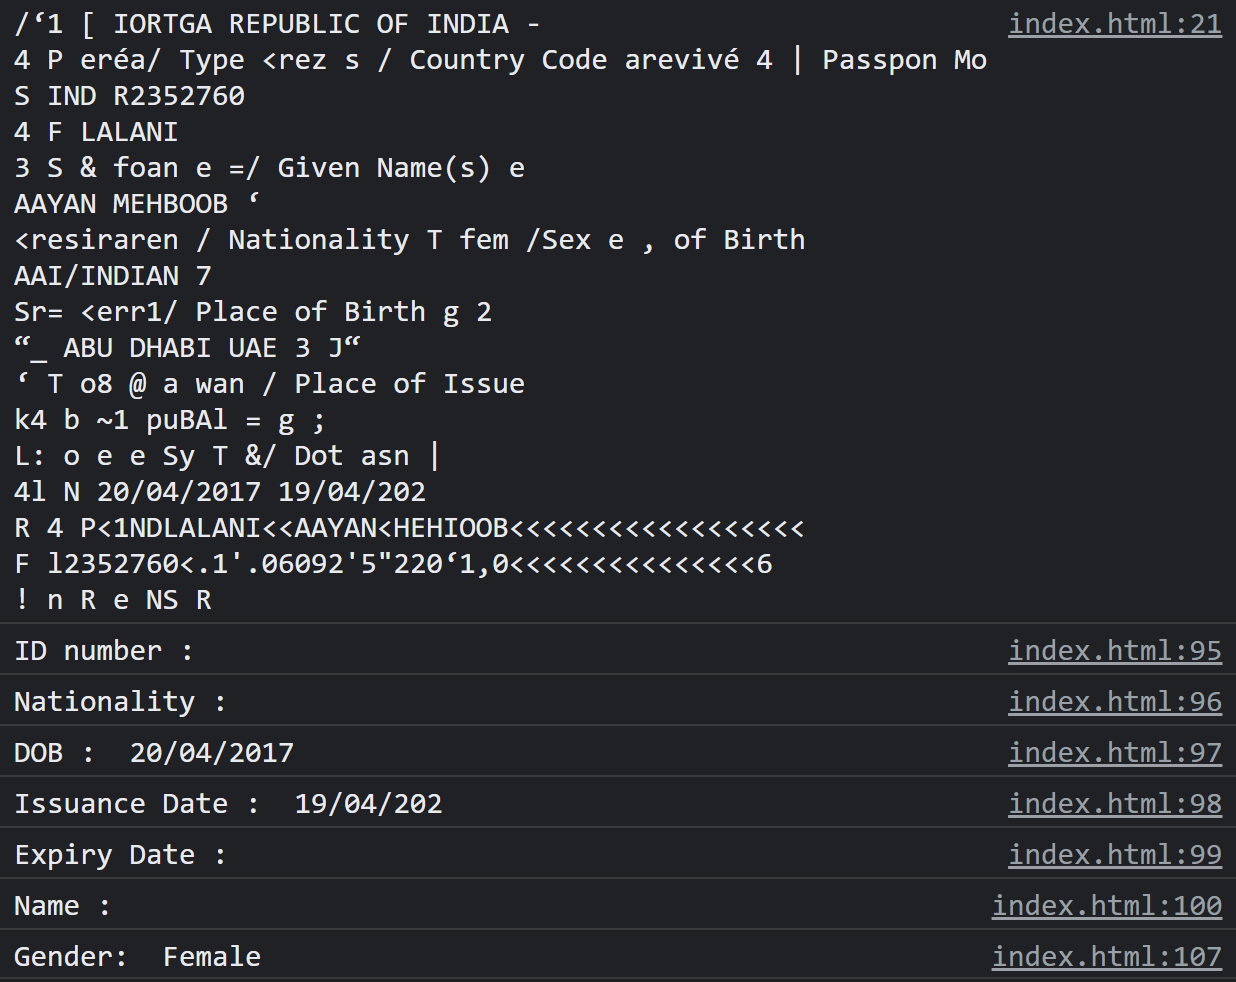 /‘1 [ IORTGA REPUBLIC OF INDIA - index.html:21
4 P eréa/ Type <rez s / Country Code arevivé 4 | Passpon Mo
S IND R2352760
4 F LALANI
3 S & foan e =/ Given Name(s) e
AAYAN MEHBOOB ‘
<resiraren / Nationality T fem /Sex e , of Birth
AAI/INDIAN 7
Sr= <err1/ Place of Birth g 2
“_ ABU DHABI UAE 3 J“
‘ T o8 @ a wan / Place of Issue
k4 b ~1 puBAl = g ;
L: o e e Sy T &/ Dot asn |
4l N 20/04/2017 19/04/202
R 4 P<1NDLALANI<<AAYAN<HEHIOOB<<<<<<<<<<<<<<<<<<
F l2352760<.1'.06092'5"220‘1,0<<<<<<<<<<<<<<<6
! n R e NS R
ID number : index.html:95
Nationality : index.html:96
DOB : 20/04/2017 index.html:97
Issuance Date : 19/04/202 index.html:98
Expiry Date : index.html:99
Name : index.html:100
Gender: Female index.html:107